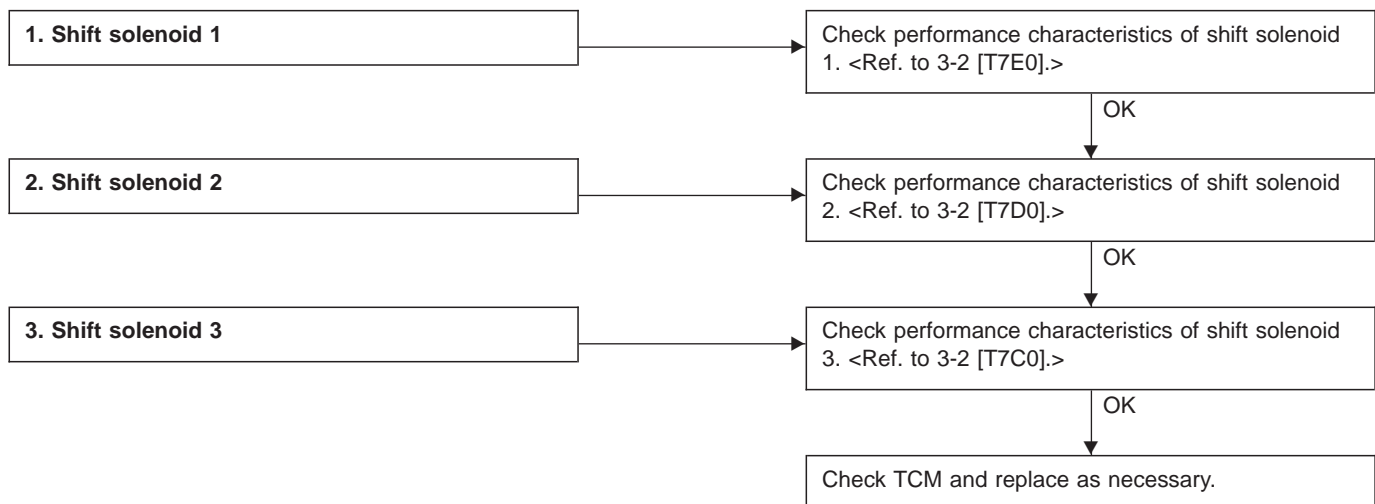 1. Shift solenoid 1
Check performance characteristics of shift solenoid
1. <Ref. to 3-2 [T7E0].>
OK
2. Shift solenoid 2
Check performance characteristics of shift solenoid
2. <Ref. to 3-2 [T7D0].>
OK
3. Shift solenoid 3
Check performance characteristics of shift solenoid
3. <Ref. to 3-2 [T7C0].>
OK
Check TCM and replace as necessary.